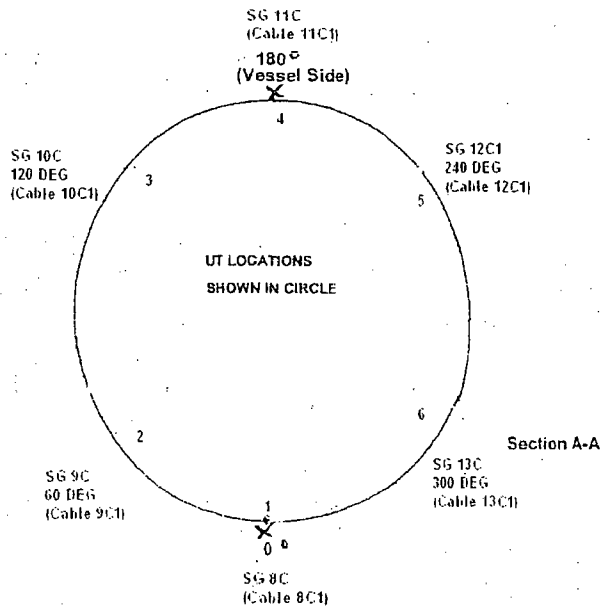 SG 11C
(Cable 11C1)
180°
(Vessel Side)
X
4
SG 10C
120 DEG
(Cable 10C1)
3
SG 12C1
240 DEG
(Cable 12C1)
5
UT LOCATIONS
SHOWN IN CIRCLE
2
6
Section A-A
SG 9C
60 DEG
(Cable 9C1)
SG 13C
300 DEG
(Cable 13C1)
1
X
0°
SG 8C
(Cable 8C1)